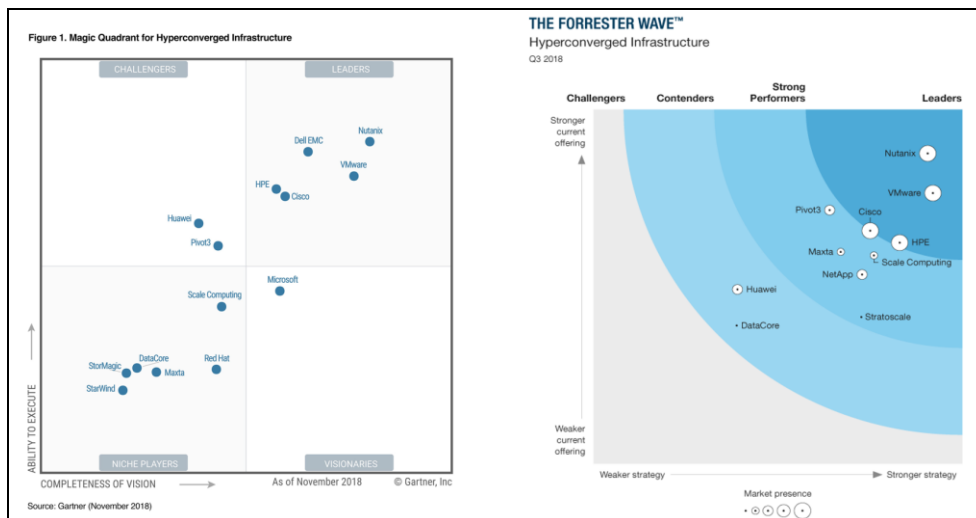 Figure 1. Magic Quadrant for Hyperconverged Infrastructure
CHALLENGERS
LEADERS
Nutanix
Dell EMC
VMware
HPE
Cisco
Huawei
Pivot3
Microsoft
Scale Computing
DataCore
StorMagic
Maxta
Red Hat
StarWind
ABILITY TO EXECUTE
NICHE PLAYERS
VISIONARIES
COMPLETENESS OF VISION
As of November 2018
© Gartner, Inc
Source: Gartner (November 2018)
THE FORRESTER WAVE™
Hyperconverged Infrastructure
Q3 2018
Challengers
Contenders
Strong
Performers
Leaders
Stronger
current
offering
Nutanix
VMware
Pivot3
Cisco
HPE
Maxta
Scale Computing
NetApp
Huawei
Stratoscale
DataCore
Weaker
current
offering
Weaker strategy
Stronger strategy
Market presence